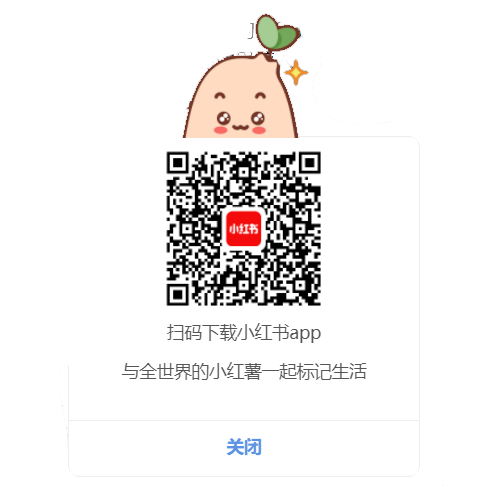 小红书
扫码下载小红书app
与全世界的小红薯一起标记生活
关闭